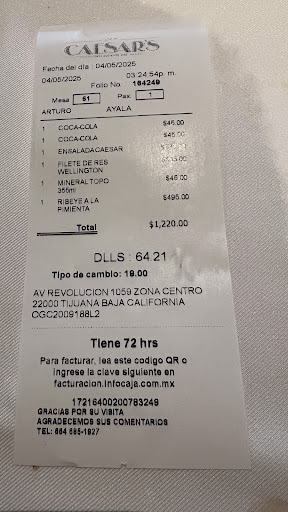 CAESAR'S
Fecha del dia : 04/05/2025
04/05/2025 03:24:54p. m.
Folio No. 164249
Mesa 51 Pax 1
ARTURO AYALA
1 COCA-COLA $45.00
1 COCA-COLA $45.00
1 ENSALADA CAESAR
1 FILETE DE RES
WELLINGTON
1 MINERAL TOPO $45.00
355ml
1 RIBEYE A LA $495.00
PIMIENTA
Total $1,220.00
DLLS : 64.21
Tipo de cambio: 19.00
AV REVOLUCION 1059 ZONA CENTRO
22000 TIJUANA BAJA CALIFORNIA
OGC2009188L2
Tiene 72 hrs
Para facturar, lea este codigo QR o
ingrese la clave siguiente en
facturacion.infocaja.com.mx
17216400200783249
GRACIAS POR SU VISITA
AGRADECEMOS SUS COMENTARIOS
TEL: 664 685-1927